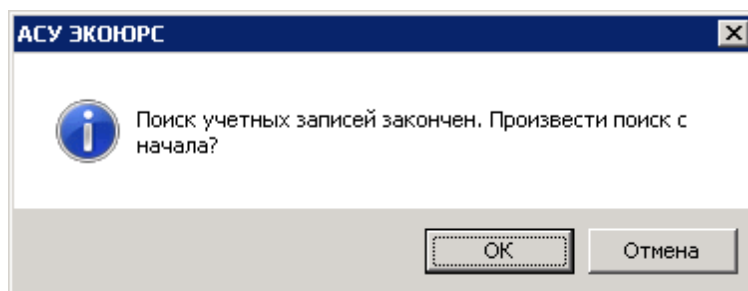 АСУ ЭКОЮРС
Поиск учетных записей закончен. Произвести поиск с
начала?
OK
Отмена